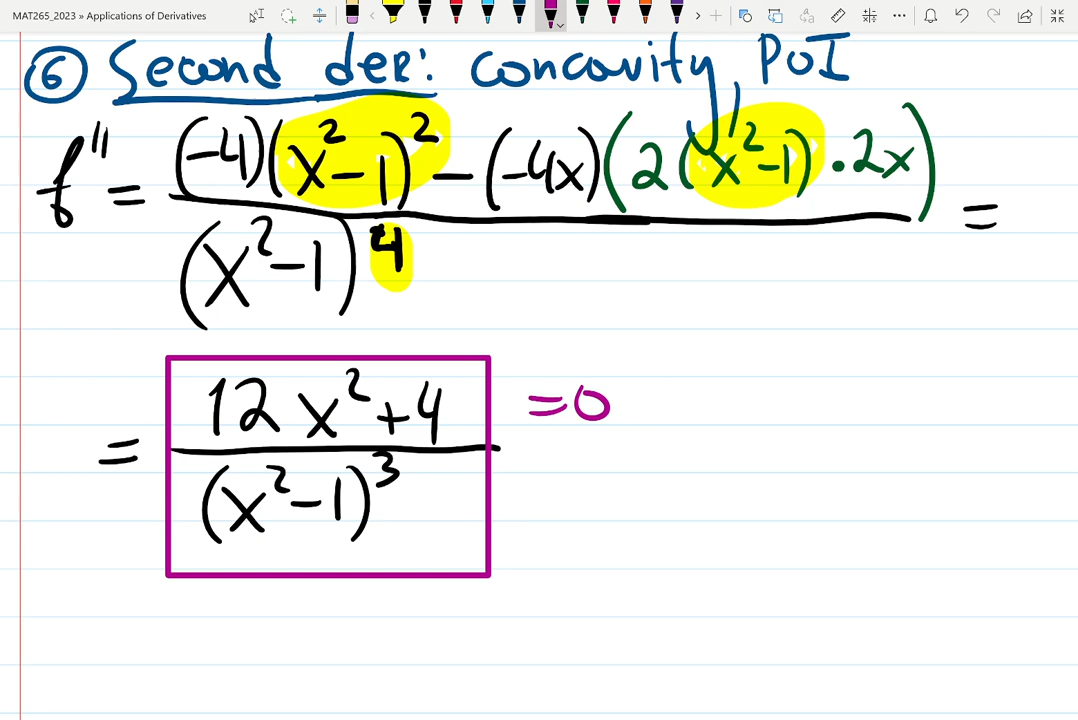 MAT265_2023 » Applications of Derivatives
⑥ Second der: concavity, PoI
f'' = ((-4)(x²-1)² - (-4x)(2(x²-1)·2x)) / (x²-1)⁴ =
= (12x²+4) / (x²-1)³ =0